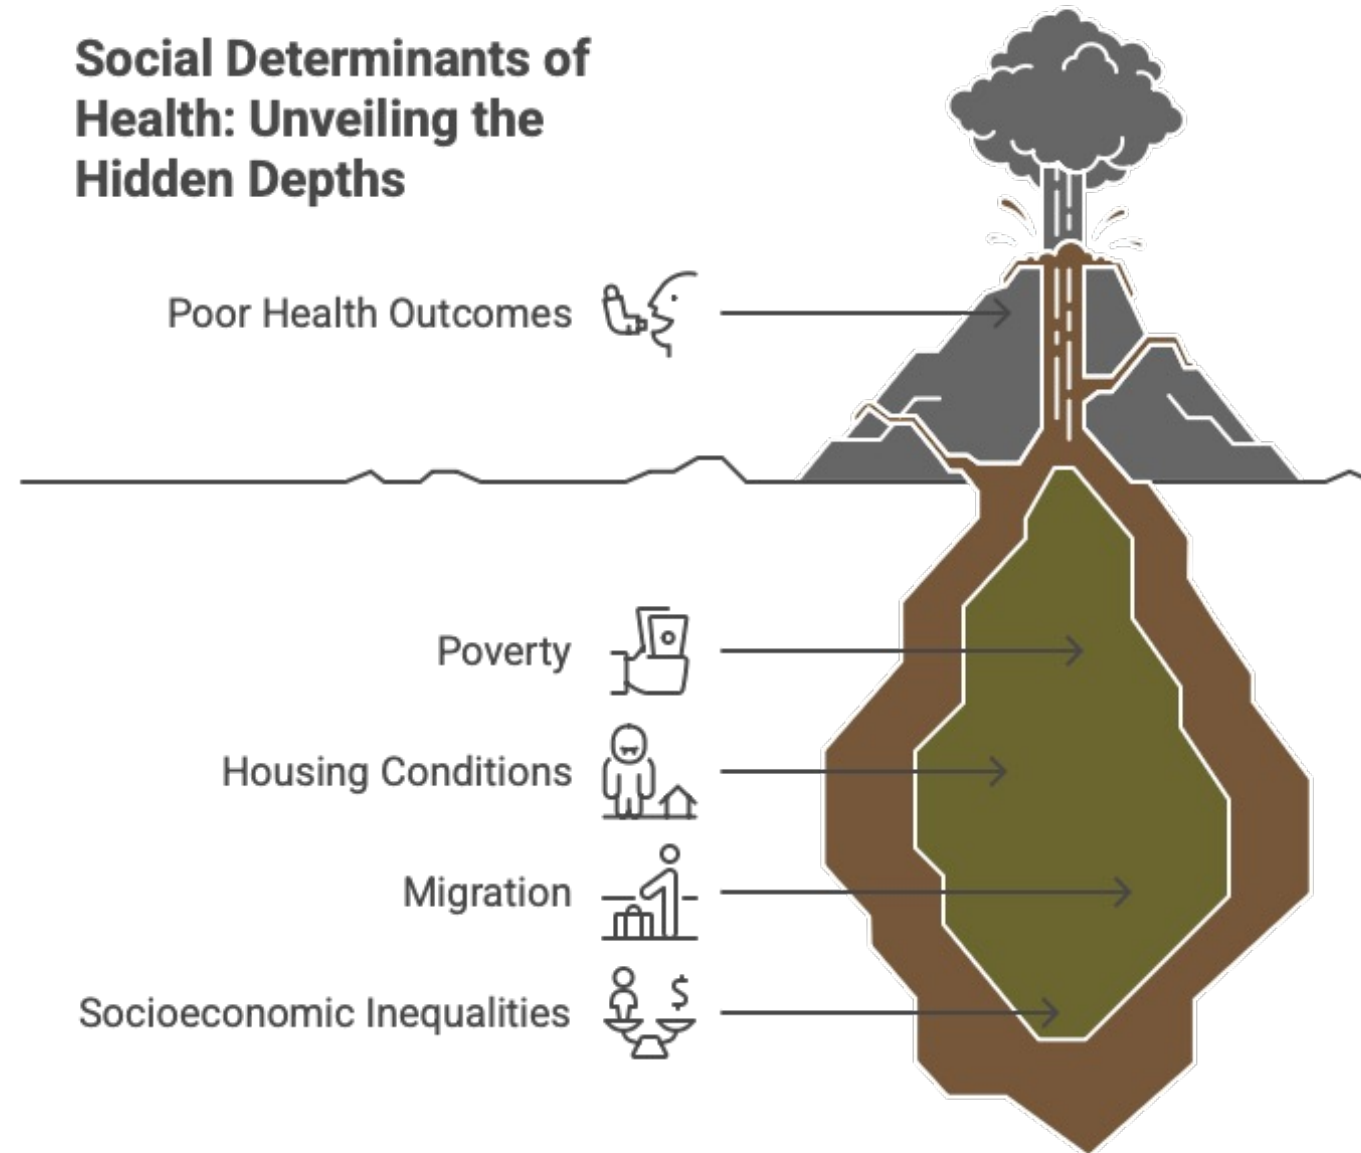 Social Determinants of
Health: Unveiling the
Hidden Depths
Poor Health Outcomes
Poverty
Housing Conditions
Migration
Socioeconomic Inequalities
$